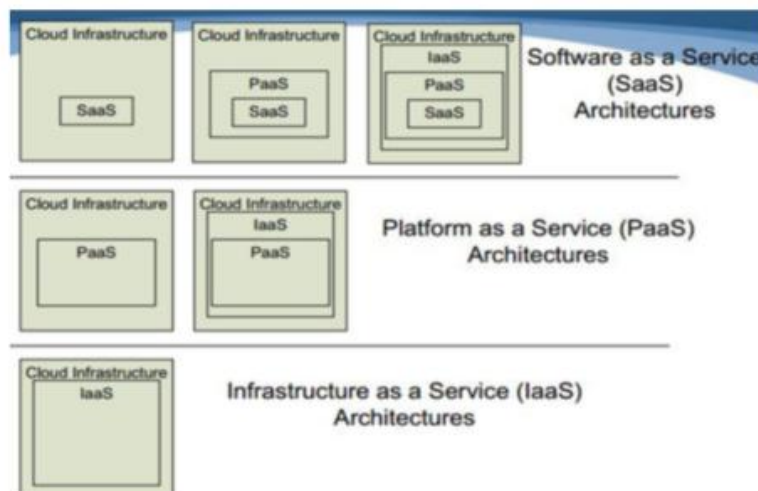 Cloud Infrastructure
SaaS
Cloud Infrastructure
PaaS
SaaS
Cloud Infrastructure
IaaS
PaaS
SaaS
Software as a Service
(SaaS)
Architectures
Cloud Infrastructure
PaaS
Cloud Infrastructure
IaaS
PaaS
Platform as a Service (PaaS)
Architectures
Cloud Infrastructure
IaaS
Infrastructure as a Service (IaaS)
Architectures